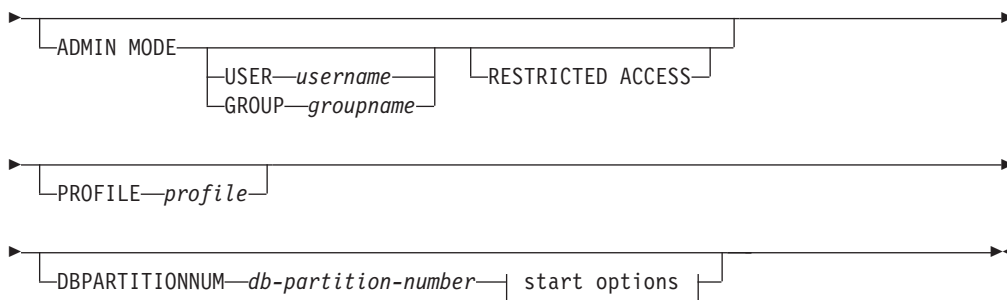 ADMIN MODE
USER username RESTRICTED ACCESS
GROUP groupname
PROFILE profile
DBPARTITIONNUM db-partition-number start options